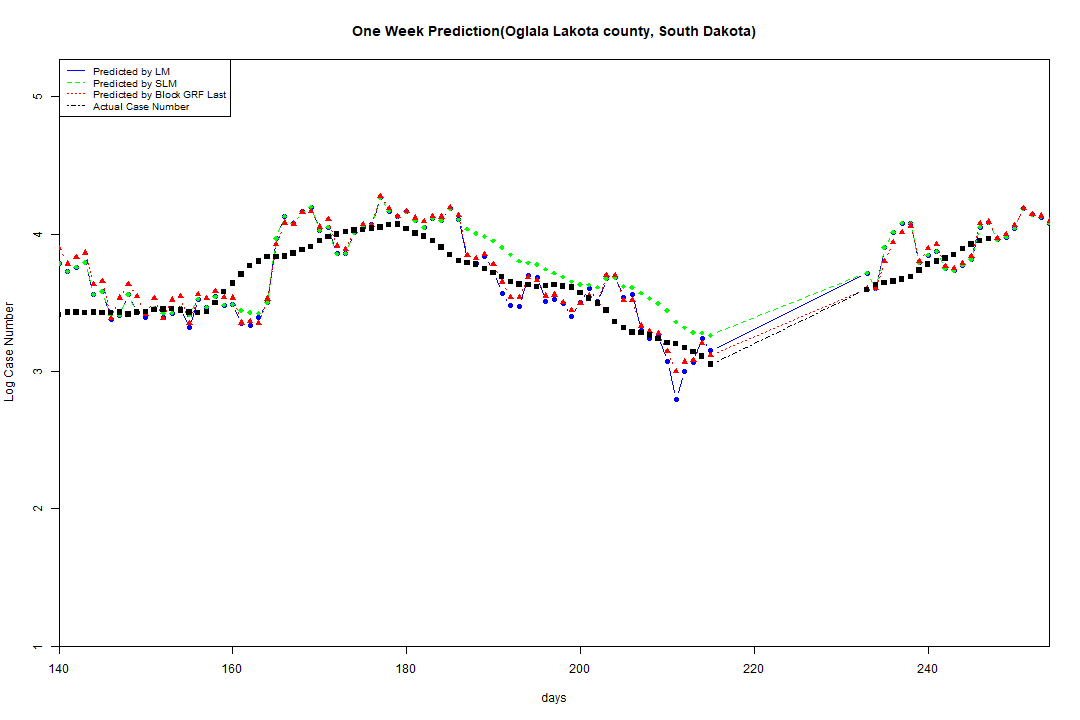 One Week Prediction(Oglala Lakota county, South Dakota)
Predicted by LM
Predicted by SLM
Predicted by Block GRF Last
Actual Case Number
5
4
3
2
1
Log Case Number
140 160 180 200 220 240
days